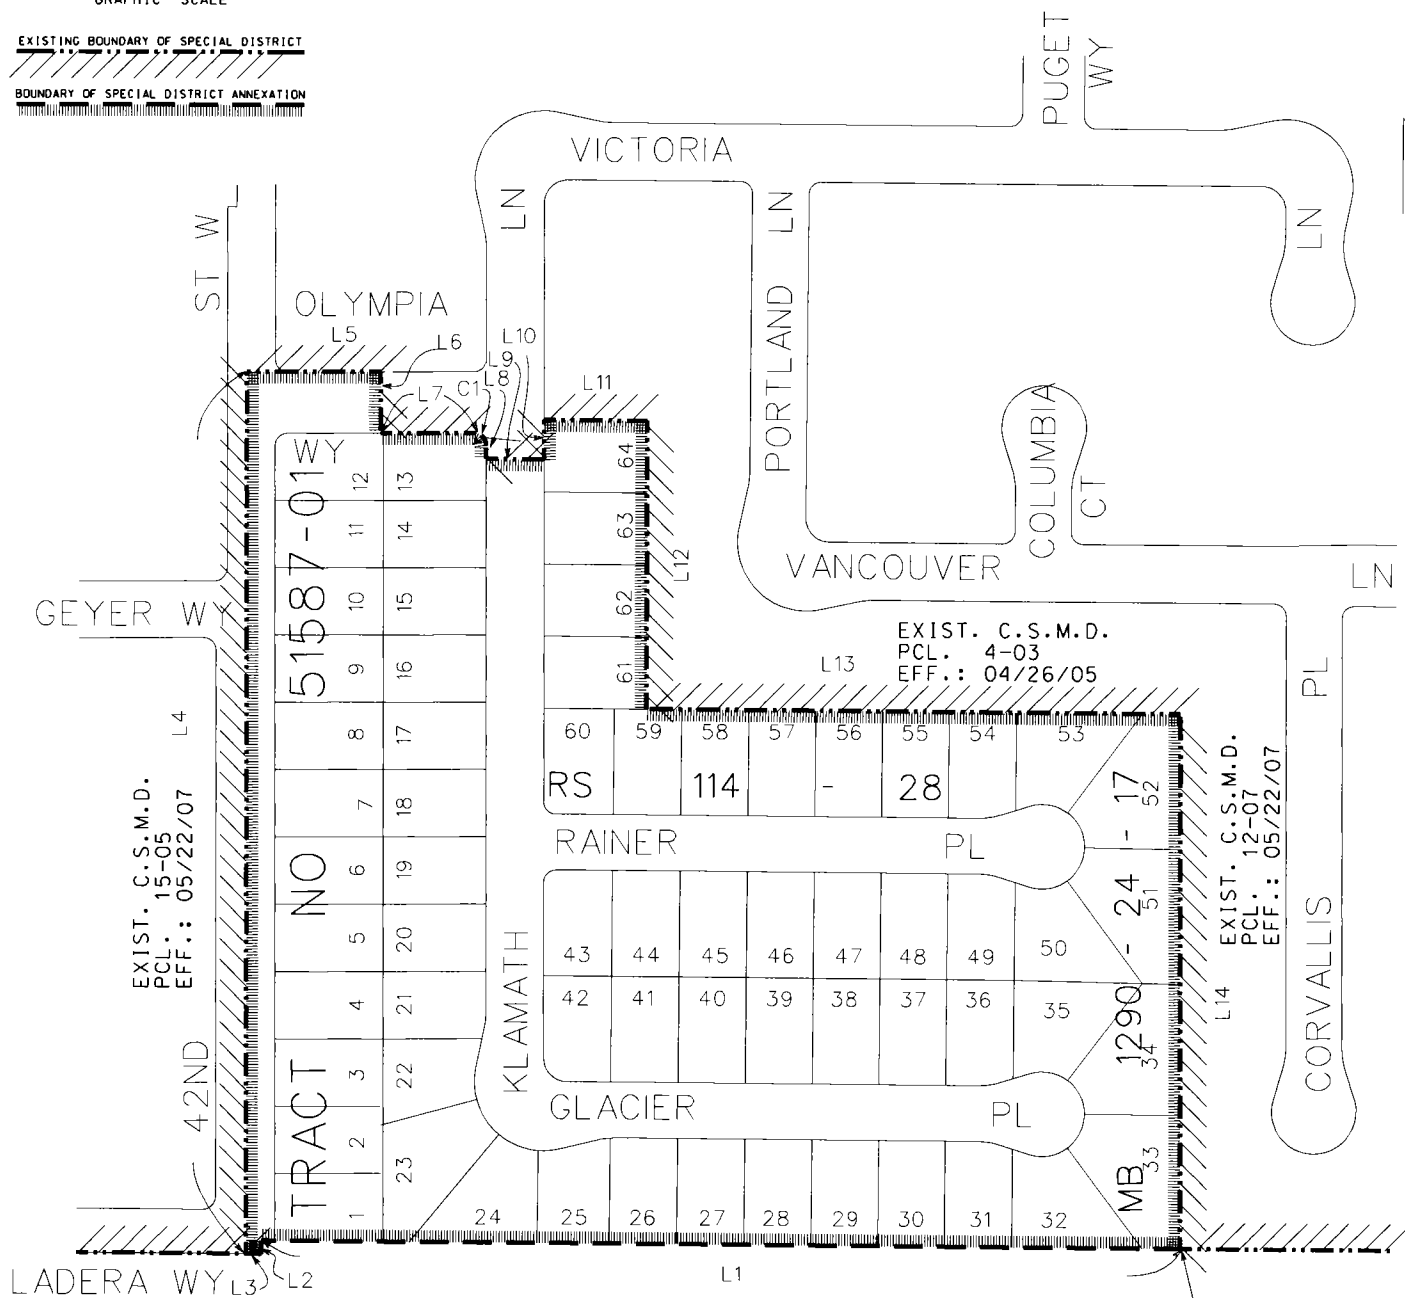 GRAPHIC SCALE
EXISTING BOUNDARY OF SPECIAL DISTRICT
BOUNDARY OF SPECIAL DISTRICT ANNEXATION
PUGET
WY
VICTORIA
LN
LN
PORTLAND LN
ST W
OLYMPIA
L5
L6
L10
L9
L8
C1
L7
L11
COLUMBIA
CT
VANCOUVER
LN
WY
GEYER WY
TRACT NO 51587-01
12
11
10
9
8
7
6
5
4
3
2
1
13
14
15
16
17
18
19
20
21
22
23
64
63
62
61
L12
EXIST. C.S.M.D.
PCL. 4-03
EFF.: 04/26/05
L13
PL
L4
60
59
58
57
56
55
54
53
RS 114 - 28
EXIST. C.S.M.D.
PCL. 15-05
EFF.: 05/22/07
EXIST. C.S.M.D.
PCL. 12-07
EFF.: 05/22/07
RAINER PL
MB 1290 - 24 - 17
52
51
34
33
43
44
45
46
47
48
49
50
42
41
40
39
38
37
36
35
KLAMATH
L14
CORVALLIS
42ND
GLACIER PL
24
25
26
27
28
29
30
31
32
LADERA WY
L3
L2
L1